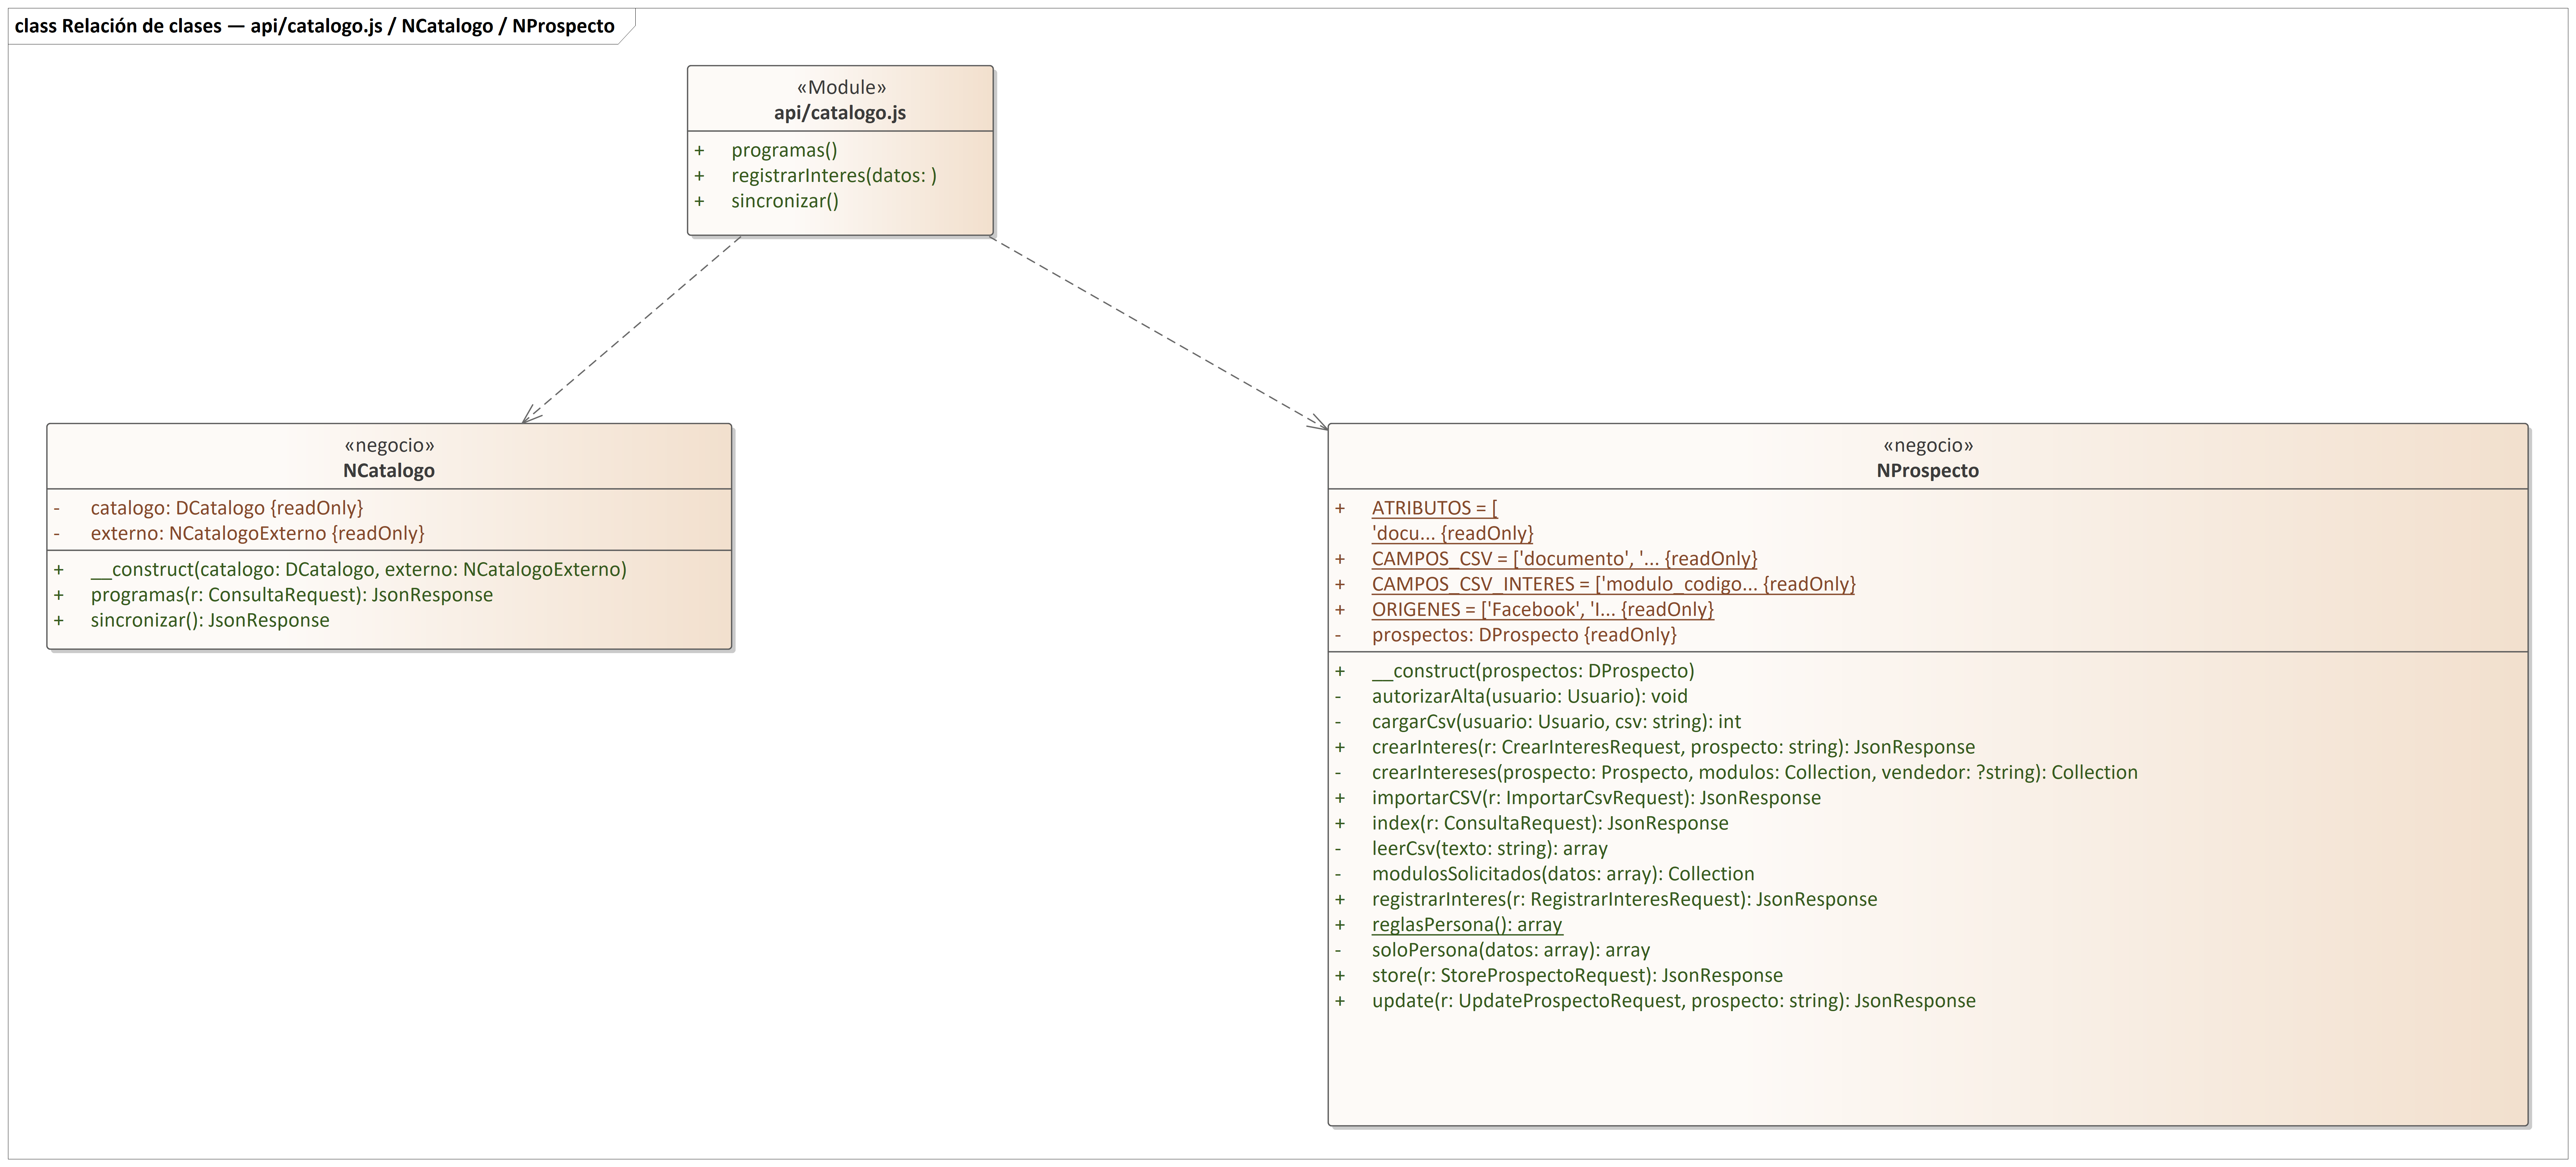 class Relación de clases — api/catalogo.js / NCatalogo / NProspecto
«Module»
api/catalogo.js
+ programas()
+ registrarInteres(datos: )
+ sincronizar()
«negocio»
NCatalogo
- catalogo: DCatalogo {readOnly}
- externo: NCatalogoExterno {readOnly}
+ __construct(catalogo: DCatalogo, externo: NCatalogoExterno)
+ programas(r: ConsultaRequest): JsonResponse
+ sincronizar(): JsonResponse
«negocio»
NProspecto
+ ATRIBUTOS = [
'docu... {readOnly}
+ CAMPOS_CSV = ['documento', '... {readOnly}
+ CAMPOS_CSV_INTERES = ['modulo_codigo... {readOnly}
+ ORIGENES = ['Facebook', 'I... {readOnly}
- prospectos: DProspecto {readOnly}
+ __construct(prospectos: DProspecto)
- autorizarAlta(usuario: Usuario): void
- cargarCsv(usuario: Usuario, csv: string): int
+ crearInteres(r: CrearInteresRequest, prospecto: string): JsonResponse
- crearIntereses(prospecto: Prospecto, modulos: Collection, vendedor: ?string): Collection
+ importarCSV(r: ImportarCsvRequest): JsonResponse
+ index(r: ConsultaRequest): JsonResponse
- leerCsv(texto: string): array
- modulosSolicitados(datos: array): Collection
+ registrarInteres(r: RegistrarInteresRequest): JsonResponse
+ reglasPersona(): array
- soloPersona(datos: array): array
+ store(r: StoreProspectoRequest): JsonResponse
+ update(r: UpdateProspectoRequest, prospecto: string): JsonResponse